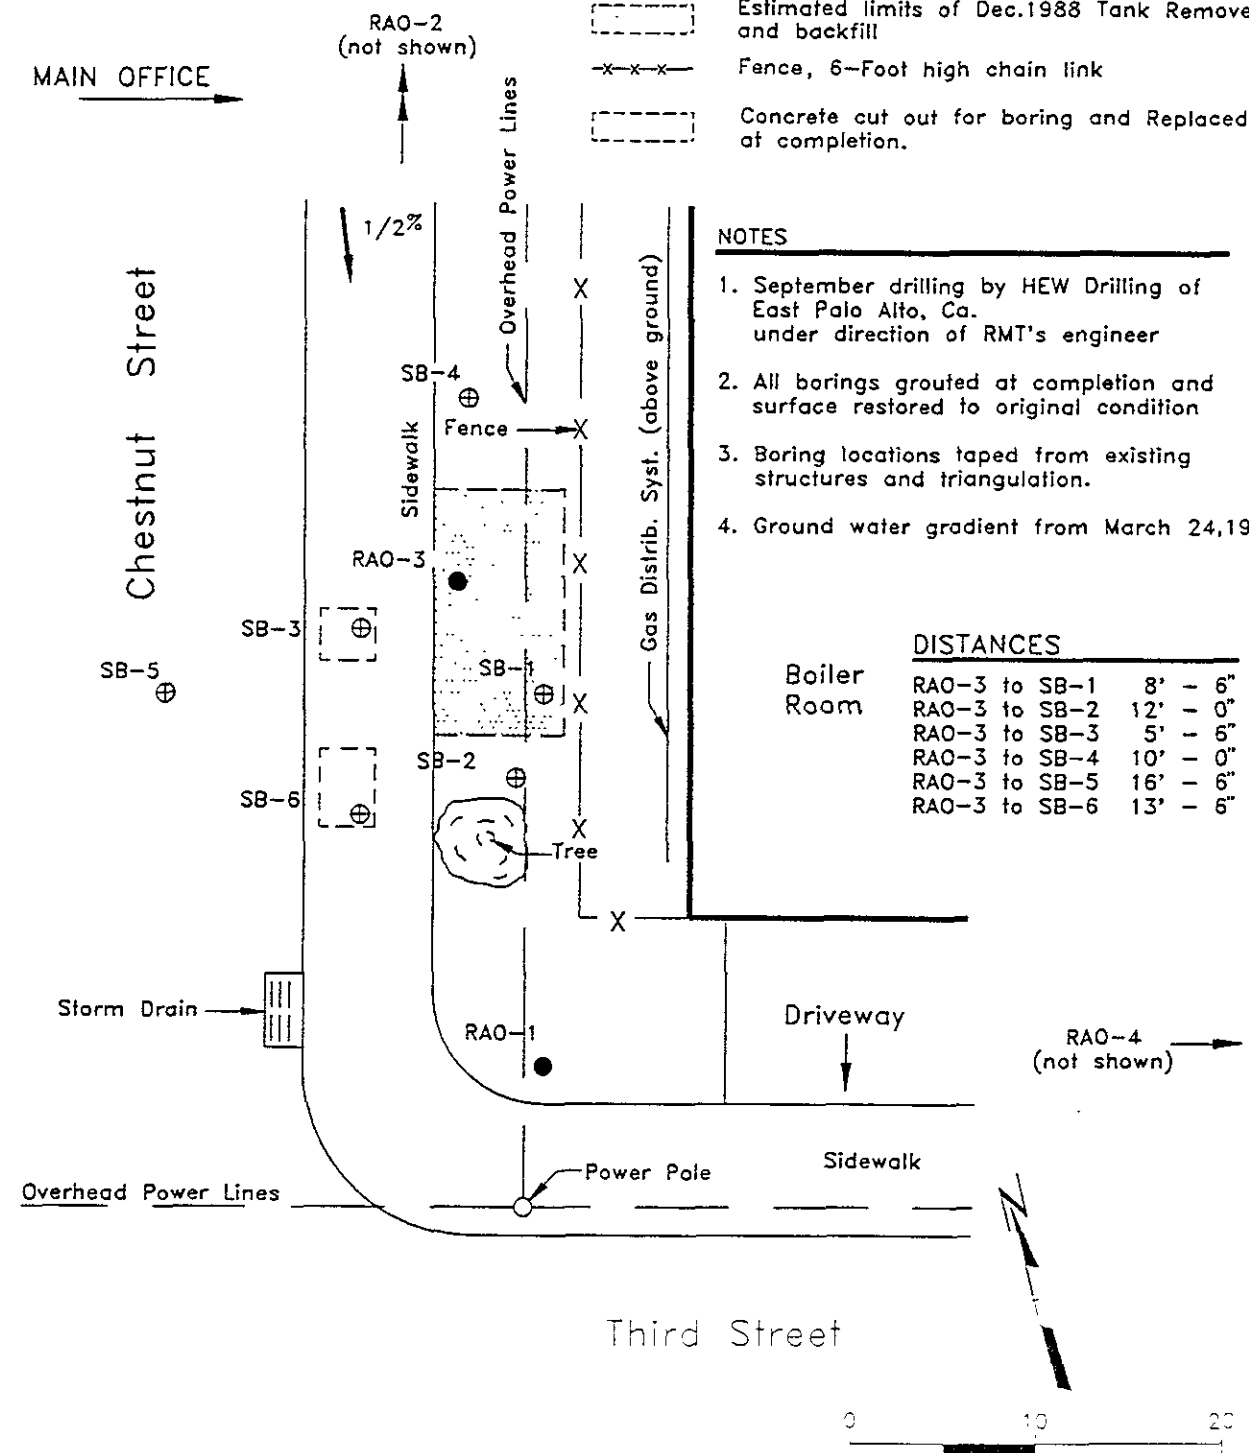 Estimated limits of Dec.1988 Tank Remove
and backfill
RAO-2
(not shown)
MAIN OFFICE
-x-x-x- Fence, 6-Foot high chain link
Concrete cut out for boring and Replaced
at completion.
Overhead Power Lines
1/2%
Chestnut Street
Gas Distrib. Syst. (above ground)
NOTES
1. September drilling by HEW Drilling of
East Palo Alto, Ca.
under direction of RMT's engineer
2. All borings grouted at completion and
surface restored to original condition
3. Boring locations taped from existing
structures and triangulation.
4. Ground water gradient from March 24,19
X
SB-4
Fence
X
Sidewalk
RAO-3
X
SB-3
SB-5
SB-1
X
SB-2
SB-6
X
Tree
X
Boiler
Room
DISTANCES
RAO-3 to SB-1 8' - 6"
RAO-3 to SB-2 12' - 0"
RAO-3 to SB-3 5' - 6"
RAO-3 to SB-4 10' - 0"
RAO-3 to SB-5 16' - 6"
RAO-3 to SB-6 13' - 6"
Storm Drain
RAO-1
Driveway
RAO-4
(not shown)
Power Pole
Sidewalk
Overhead Power Lines
N
Third Street
0 10 20